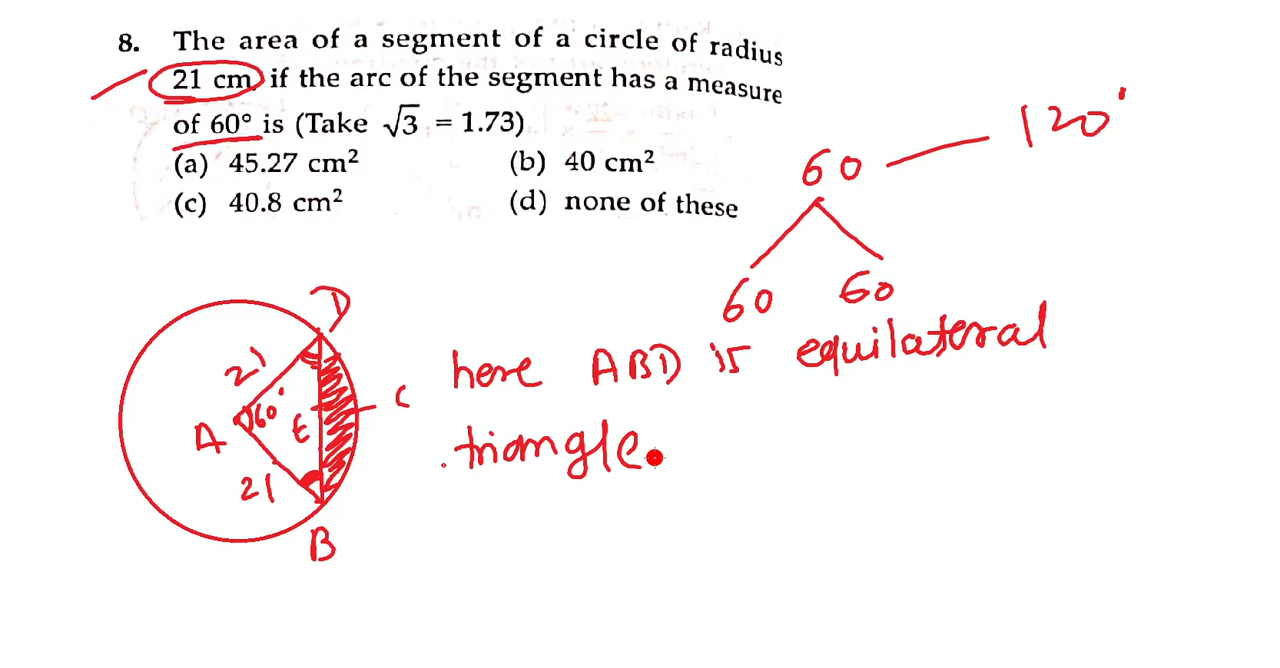 8. The area of a segment of a circle of radius
21 cm, if the arc of the segment has a measure
of 60° is (Take √3 = 1.73)
(a) 45.27 cm² (b) 40 cm²
(c) 40.8 cm² (d) none of these
60 — 120°
60 60
D
21
here ABD is equilateral
60° C
A E
triangle.
21
B